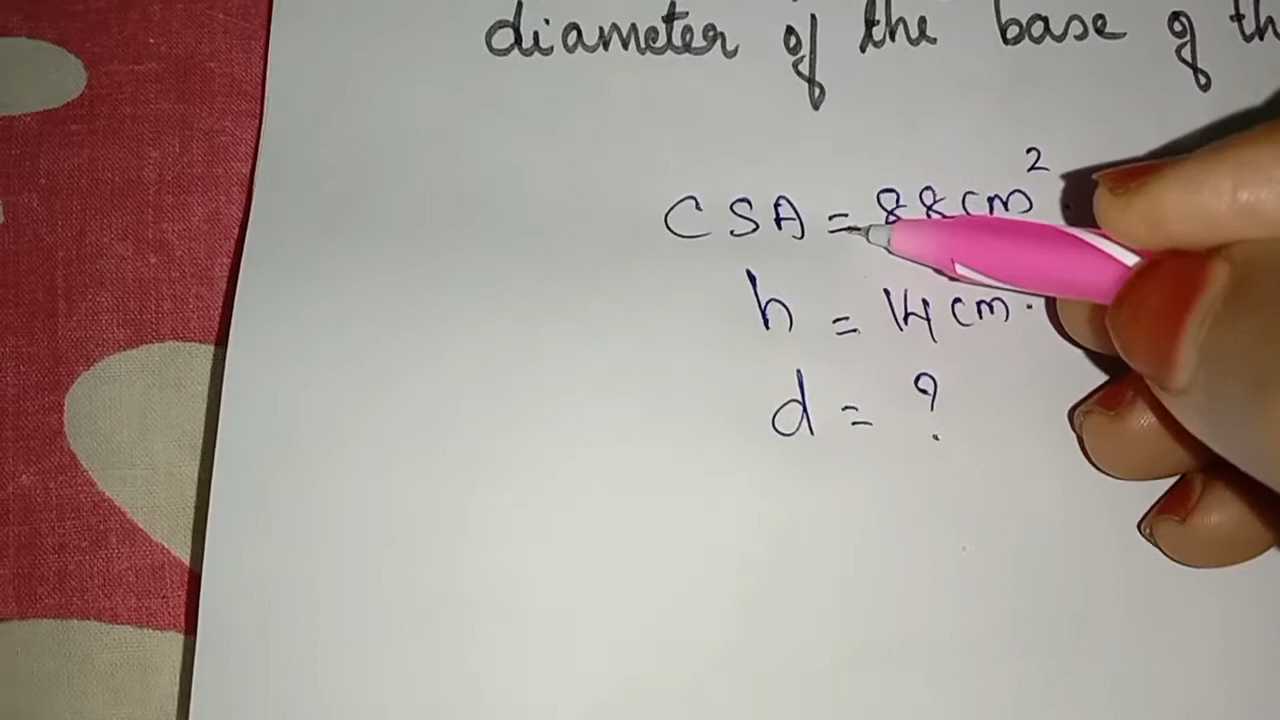 diameter of the base of th
CSA = 88 cm²
h = 14 cm.
d = ?